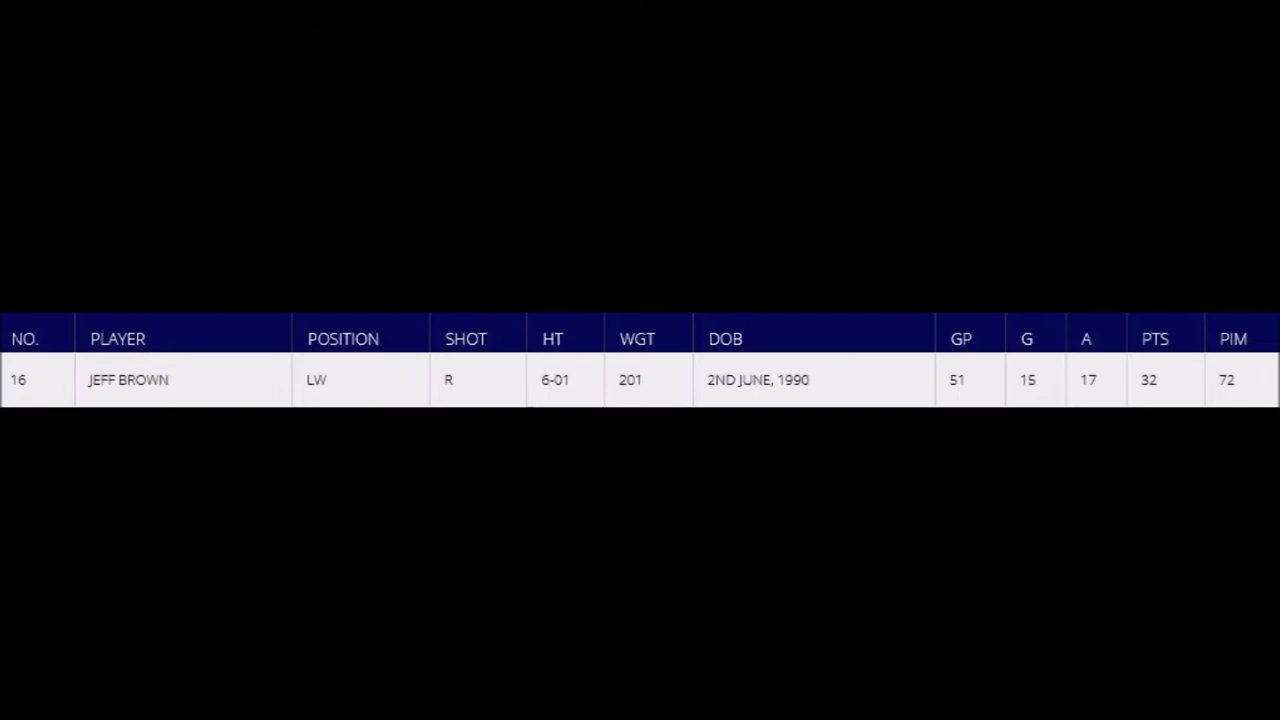 NO. PLAYER POSITION SHOT HT WGT DOB GP G A PTS PIM
16 JEFF BROWN LW R 6-01 201 2ND JUNE, 1990 51 15 17 32 72